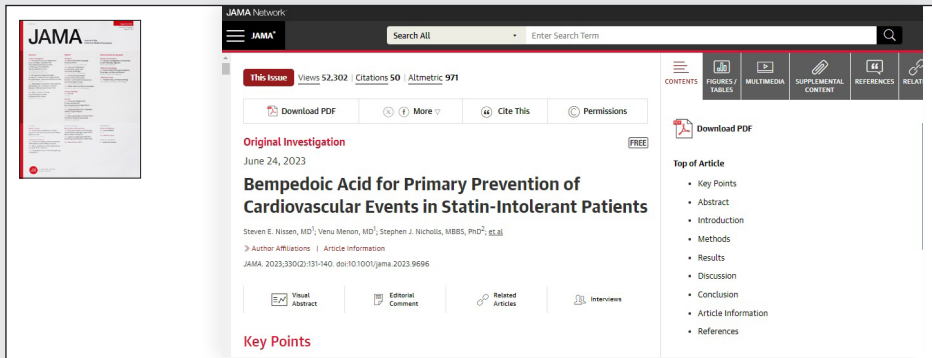 JAMA
JAMA Network
JAMA
Search All
Enter Search Term
This Issue Views 52,302 | Citations 50 | Altmetric 971
Download PDF
More
Cite This
Permissions
Original Investigation
FREE
June 24, 2023
Bempedoic Acid for Primary Prevention of
Cardiovascular Events in Statin-Intolerant Patients
Steven E. Nissen, MD1; Venu Menon, MD1; Stephen J. Nicholls, MBBS, PhD2; et al
Author Affiliations | Article Information
JAMA. 2023;330(2):131-140. doi:10.1001/jama.2023.9696
Visual
Abstract
Editorial
Comment
Related
Articles
Interviews
Key Points
CONTENTS
FIGURES /
TABLES
MULTIMEDIA
SUPPLEMENTAL
CONTENT
REFERENCES
RELAT
Download PDF
Top of Article
• Key Points
• Abstract
• Introduction
• Methods
• Results
• Discussion
• Conclusion
• Article Information
• References